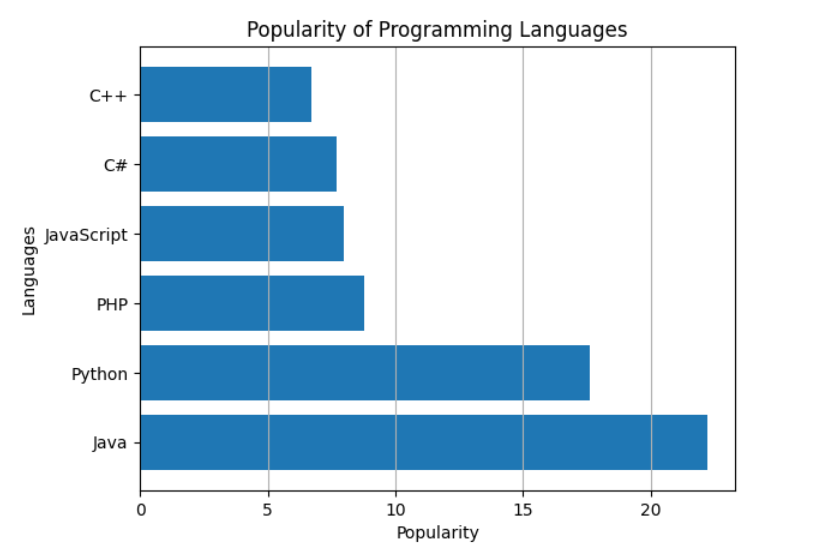 Popularity of Programming Languages
Languages
C++
C#
JavaScript
PHP
Python
Java
0 5 10 15 20
Popularity